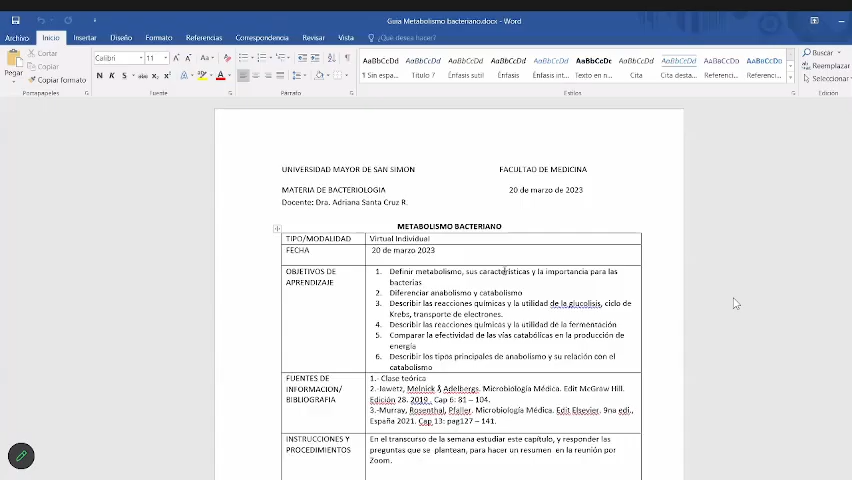 Guia Metabolismo bacteriano.docx - Word
Archivo Inicio Insertar Diseño Formato Referencias Correspondencia Revisar Vista ¿Qué desea hacer?
Pegar
Cortar
Copiar
Copiar formato
Calibri 11 Aa
N K S abc x₂ x² A
AaBbCcDd AaBbCcDd AaBbCcDd AaBbCcDd AaBbCcDd AaBbCcDc AaBbCcDd AaBbCcDd AaBbCcDd AaBbCcDd
¶ Sin espa... Título 7 Énfasis sutil Énfasis Énfasis int... Texto en n... Cita Cita desta... Referenci... Referenci...
Buscar
Reemplazar
Seleccionar
Portapapeles Fuente Párrafo Estilos Edición
UNIVERSIDAD MAYOR DE SAN SIMON FACULTAD DE MEDICINA
MATERIA DE BACTERIOLOGIA 20 de marzo de 2023
Docente: Dra. Adriana Santa Cruz R.
METABOLISMO BACTERIANO
TIPO/MODALIDAD Virtual Individual
FECHA 20 de marzo 2023
OBJETIVOS DE APRENDIZAJE
1. Definir metabolismo, sus características y la importancia para las
bacterias
2. Diferenciar anabolismo y catabolismo
3. Describir las reacciones químicas y la utilidad de la glucolisis, ciclo de
Krebs, transporte de electrones.
4. Describir las reacciones químicas y la utilidad de la fermentación
5. Comparar la efectividad de las vías catabólicas en la producción de
energía
6. Describir los tipos principales de anabolismo y su relación con el
catabolismo
FUENTES DE
INFORMACION/
BIBLIOGRAFIA
1.- Clase teórica
2.-Jawetz, Melnick & Adelbergs. Microbiología Médica. Edit McGraw Hill.
Edición 28. 2019 . Cap 6: 81 – 104.
3.-Murray, Rosenthal, Pfaller. Microbiología Médica. Edit Elsevier. 9na edi.,
España 2021. Cap 13: pag127 – 141.
INSTRUCCIONES Y
PROCEDIMIENTOS
En el transcurso de la semana estudiar este capítulo, y responder las
preguntas que se plantean, para hacer un resumen en la reunión por
Zoom.